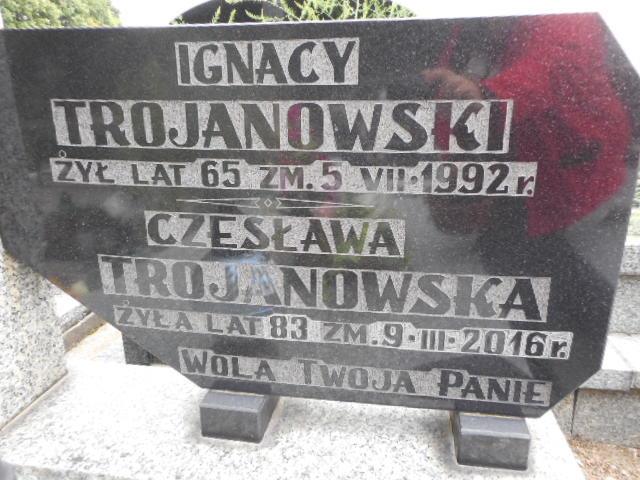 IGNACY
TROJANOWSKI
ŻYŁ LAT 65 ZM. 5 VII·1992 r.
CZESŁAWA
TROJANOWSKA
ŻYŁA LAT 83 ZM. 9·III·2016 r.
WOLA TWOJA PANIE